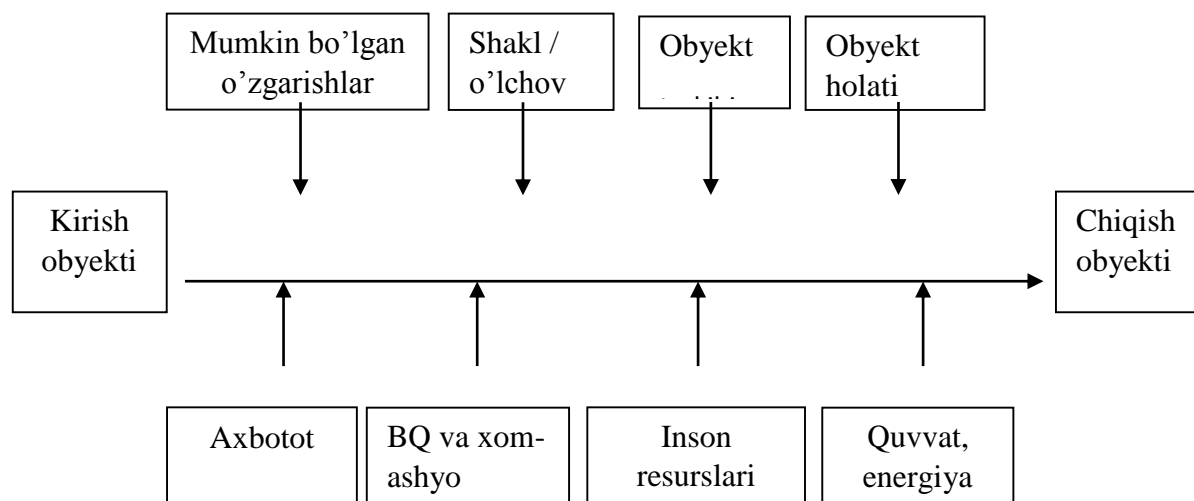 Mumkin bo’lgan
o’zgarishlar
Shakl /
o’lchov
Obyekt
Obyekt
holati
Kirish
obyekti
Chiqish
obyekti
Axbotot
BQ va xom-
ashyo
Inson
resurslari
Quvvat,
energiya